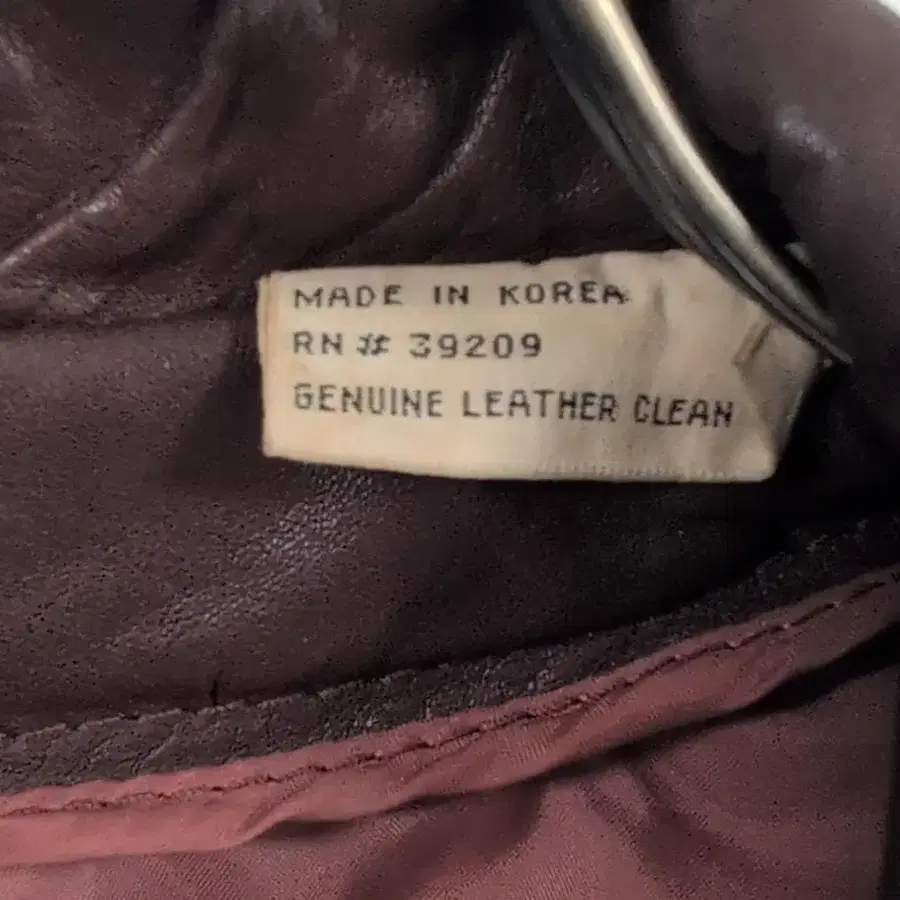 MADE IN KOREA
RN # 39209
GENUINE LEATHER CLEAN